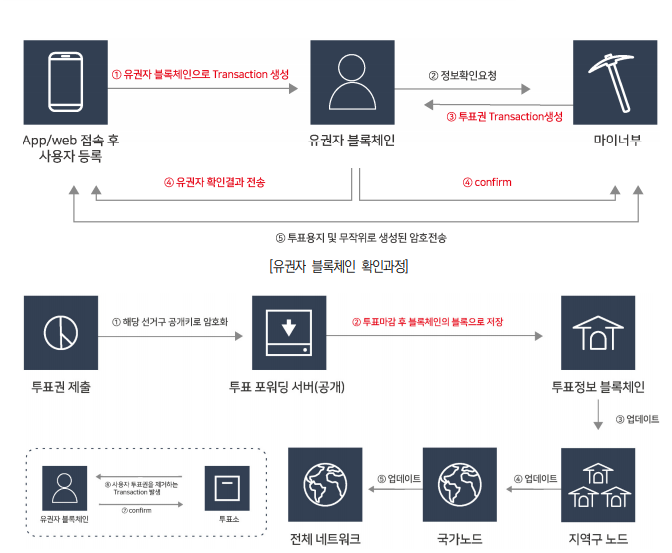 ① 유권자 블록체인으로 Transaction 생성
② 정보확인요청
③ 투표권 Transaction생성
App/web 접속 후
사용자 등록
유권자 블록체인
마이너부
④ 유권자 확인결과 전송
④ confirm
⑤ 투표용지 및 무작위로 생성된 암호전송
[유권자 블록체인 확인과정]
① 해당 선거구 공개키로 암호화
② 투표마감 후 블록체인의 블록으로 저장
투표권 제출
투표 포워딩 서버(공개)
투표정보 블록체인
③ 업데이트
⑥ 사용자 투표권을 제거하는
Transaction 발생
⑦ confirm
유권자 블록체인
투표소
⑤ 업데이트
④ 업데이트
전체 네트워크
국가노드
지역구 노드